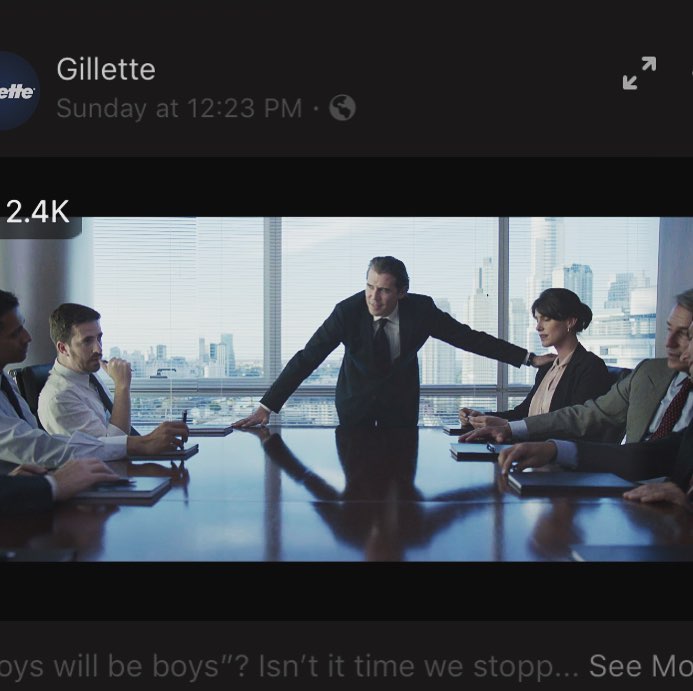 Gillette
ette
Sunday at 12:23 PM ·
2.4K
oys will be boys"? Isn't it time we stopp... See Mo